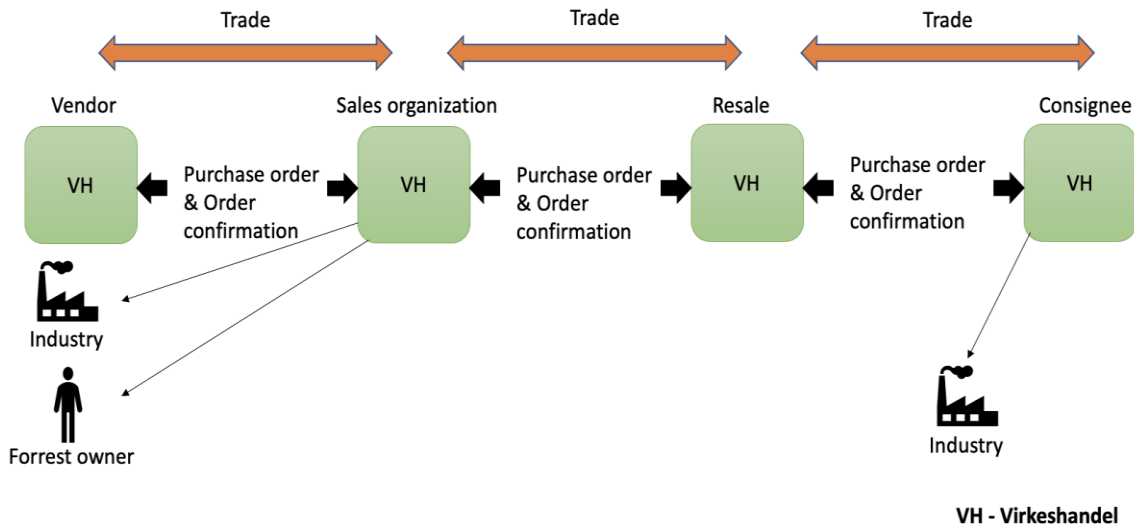 Trade
Trade
Trade
Vendor
Sales organization
Resale
Consignee
VH
Purchase order
& Order
confirmation
VH
Purchase order
& Order
confirmation
VH
Purchase order
& Order
confirmation
VH
Industry
Forrest owner
Industry
VH - Virkeshandel